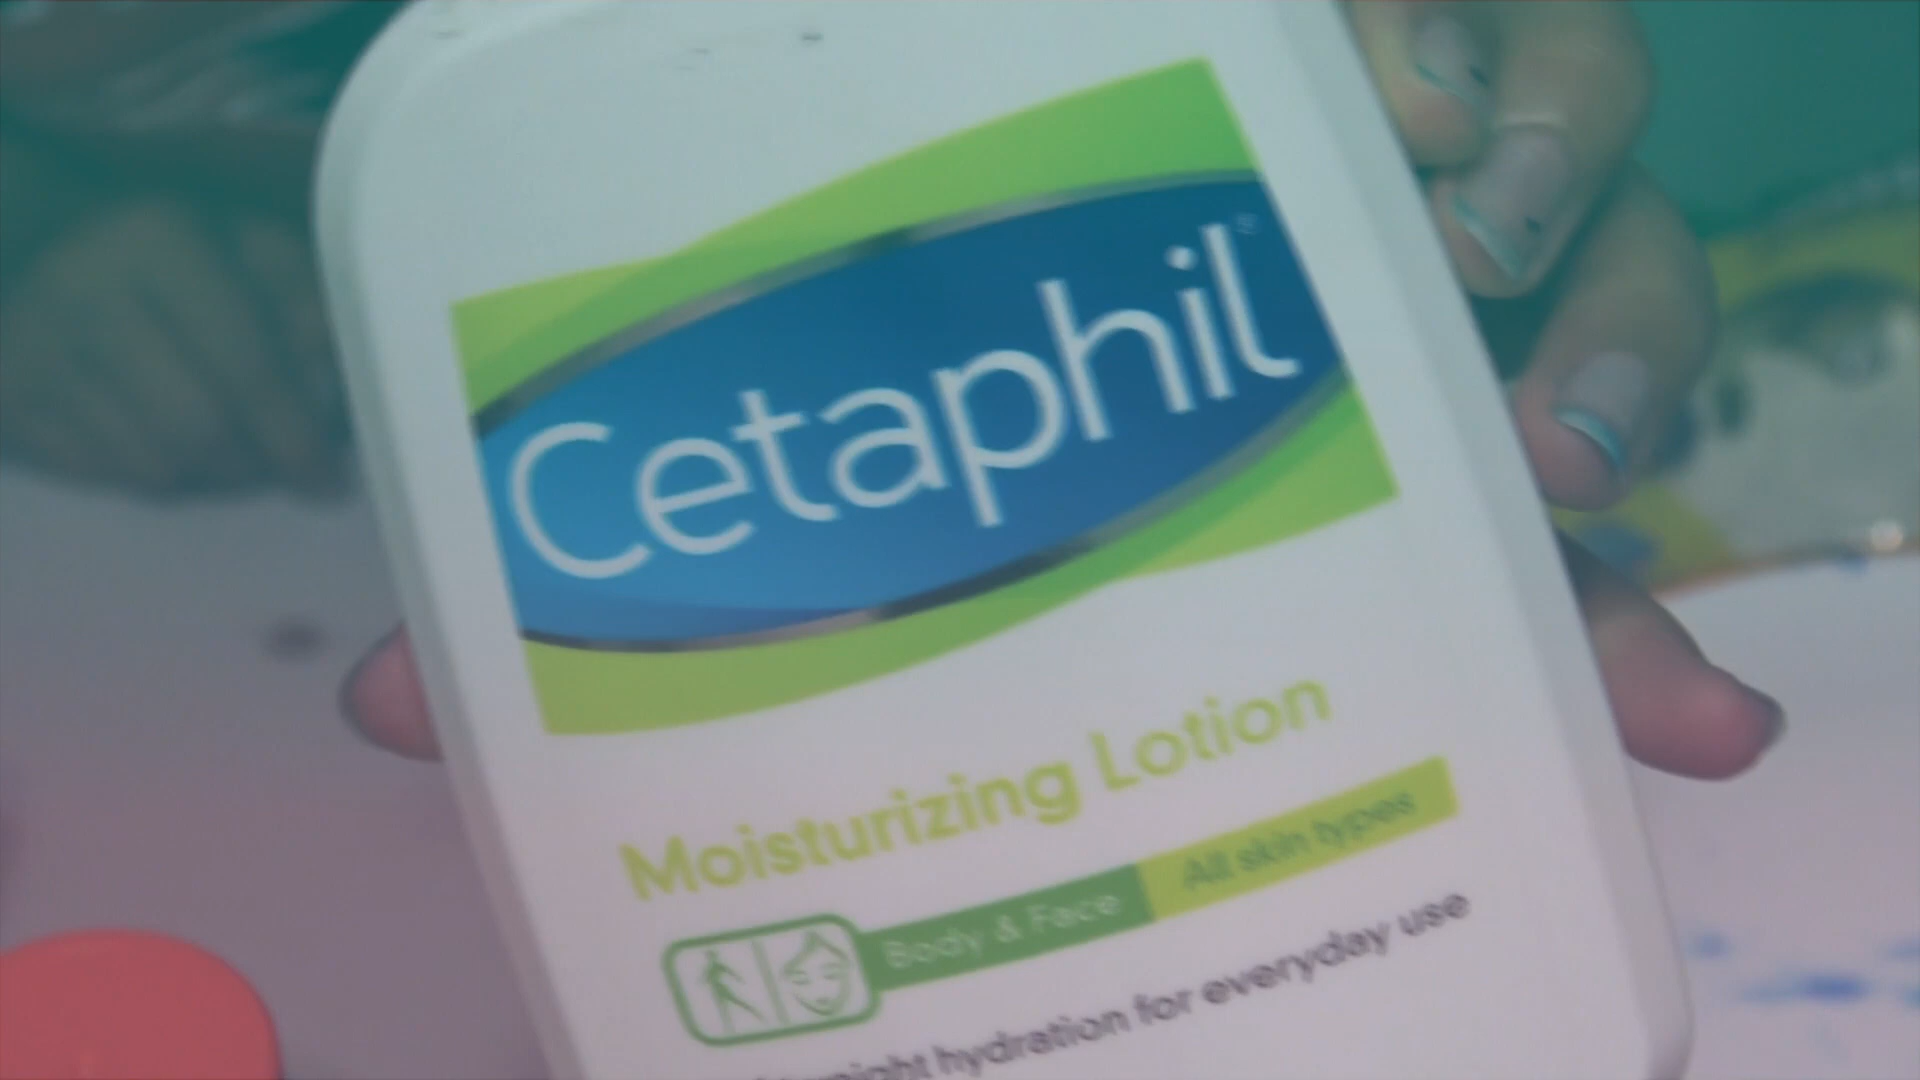 Cetaphil
Moisturizing Lotion
Body & Face All skin types
hydration for everyday use